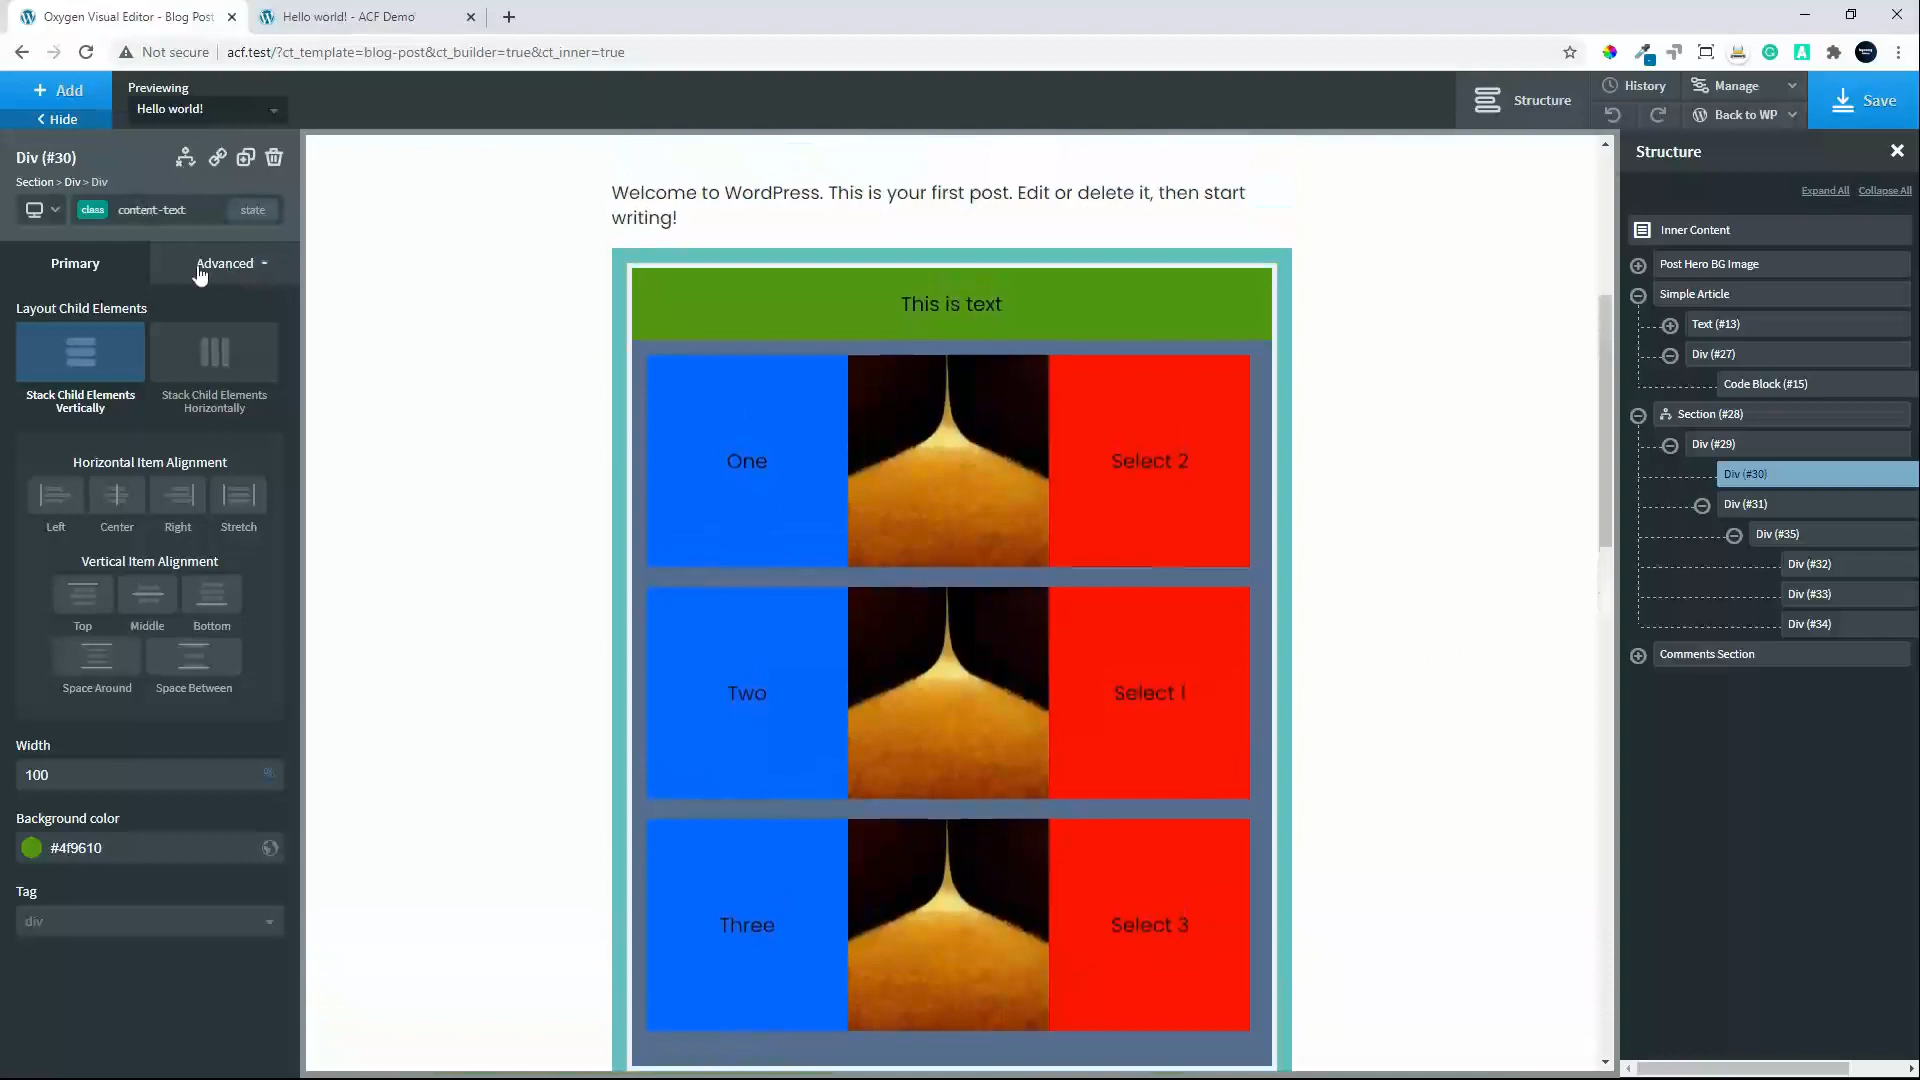 Oxygen Visual Editor - Blog Post
Hello world! - ACF Demo
Not secure
acf.test/?ct_template=blog-post&ct_builder=true&ct_inner=true
+ Add
< Hide
Previewing
Hello world!
Structure
History
Manage
Back to WP
Save
Div (#30)
Section > Div > Div
class
content-text
state
Primary
Advanced
Layout Child Elements
Stack Child Elements
Vertically
Stack Child Elements
Horizontally
Horizontal Item Alignment
Left
Center
Right
Stretch
Vertical Item Alignment
Top
Middle
Bottom
Space Around
Space Between
Width
100
%
Background color
#4f9610
Tag
div
Welcome to WordPress. This is your first post. Edit or delete it, then start
writing!
This is text
One
Select 2
Two
Select 1
Three
Select 3
Structure
Expand All
Collapse All
Inner Content
Post Hero BG Image
Simple Article
Text (#13)
Div (#27)
Code Block (#15)
Section (#28)
Div (#29)
Div (#30)
Div (#31)
Div (#35)
Div (#32)
Div (#33)
Div (#34)
Comments Section